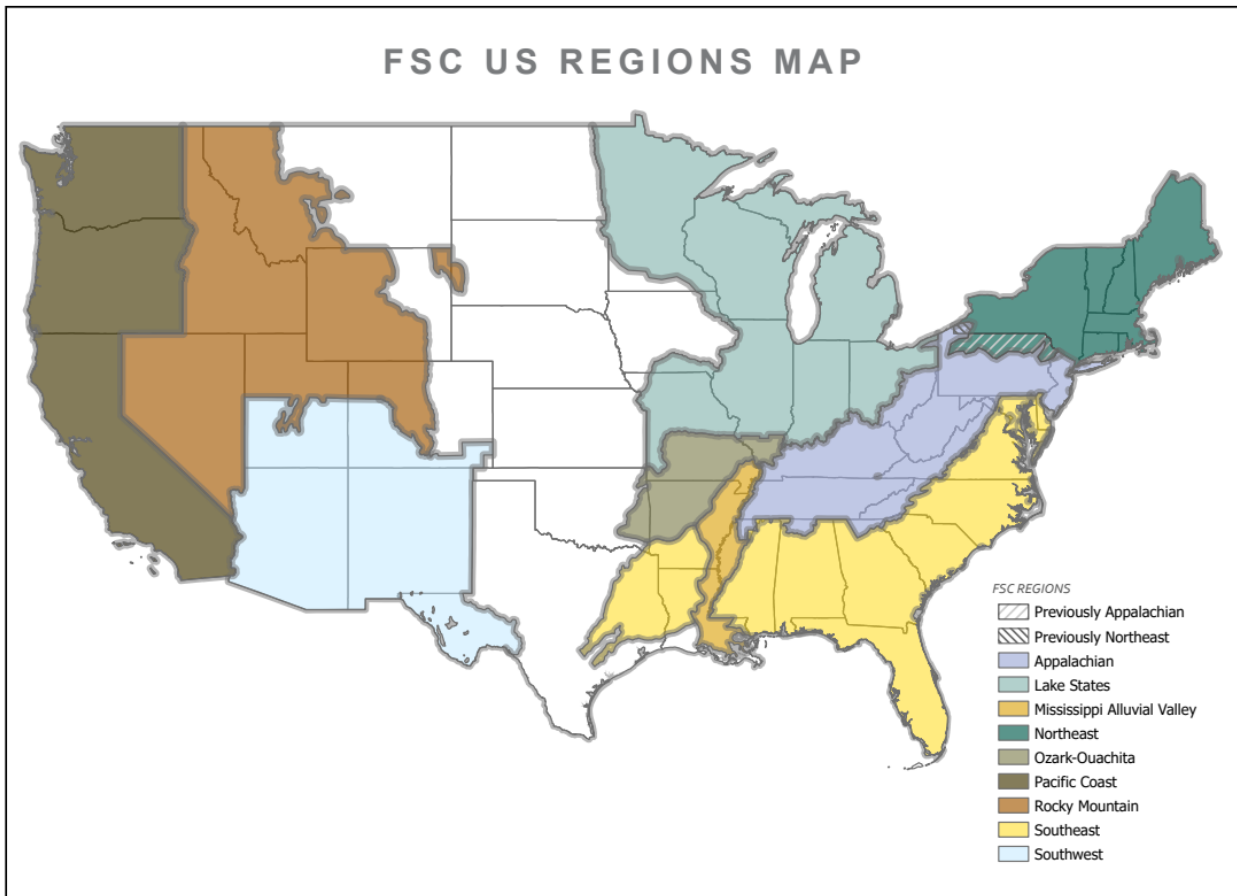 FSC US REGIONS MAP
FSC REGIONS
Previously Appalachian
Previously Northeast
Appalachian
Lake States
Mississippi Alluvial Valley
Northeast
Ozark-Ouachita
Pacific Coast
Rocky Mountain
Southeast
Southwest